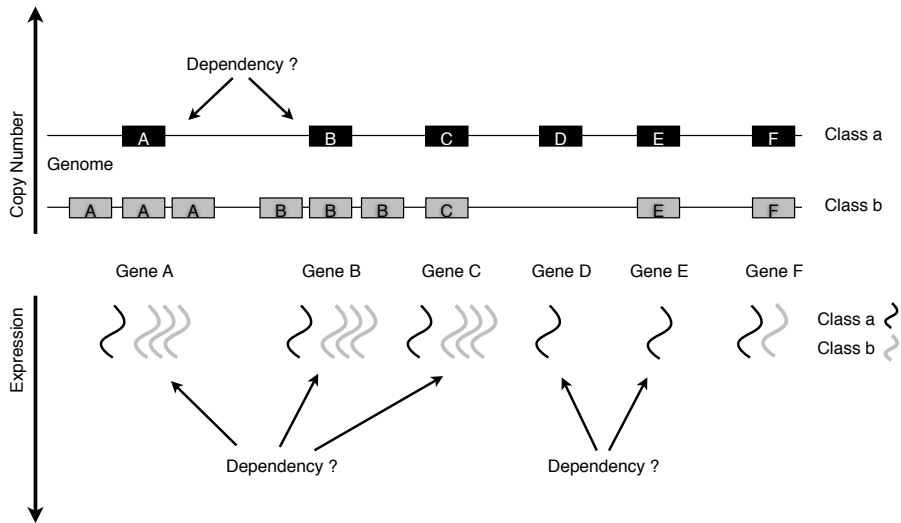 Dependency ?
Copy Number
A B C D E F Class a
Genome
A A A B B B C E F Class b
Gene A Gene B Gene C Gene D Gene E Gene F
Expression
Class a
Class b
Dependency ? Dependency ?